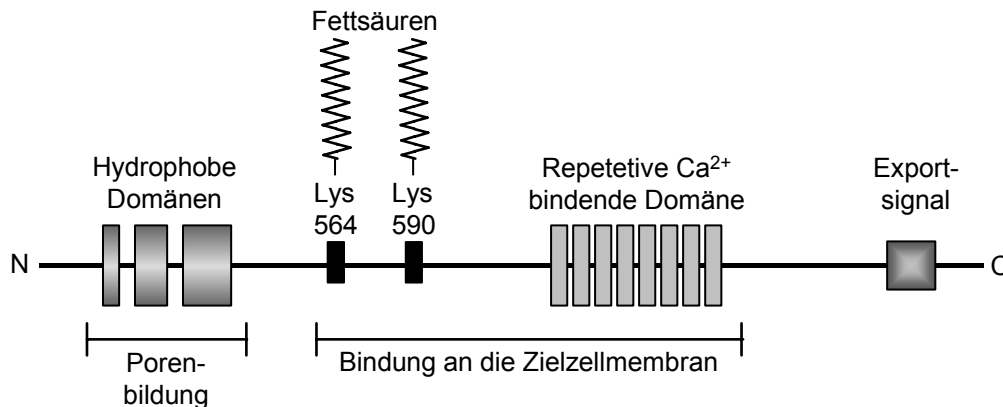 Fettsäuren
Hydrophobe
Domänen
Lys
564
Lys
590
Repetetive Ca²⁺
bindende Domäne
Export-
signal
N
C
Poren-
bildung
Bindung an die Zielzellmembran